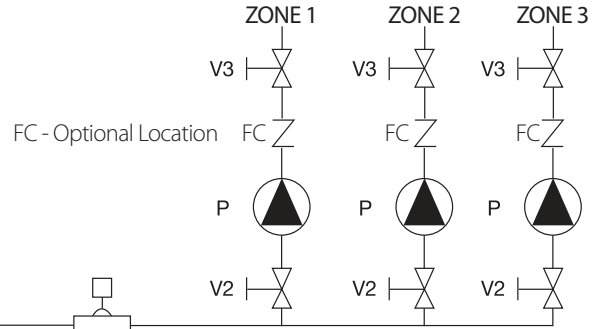 ZONE 1 ZONE 2 ZONE 3
V3 V3 V3
FC - Optional Location FC FC FC
P P P
V2 V2 V2